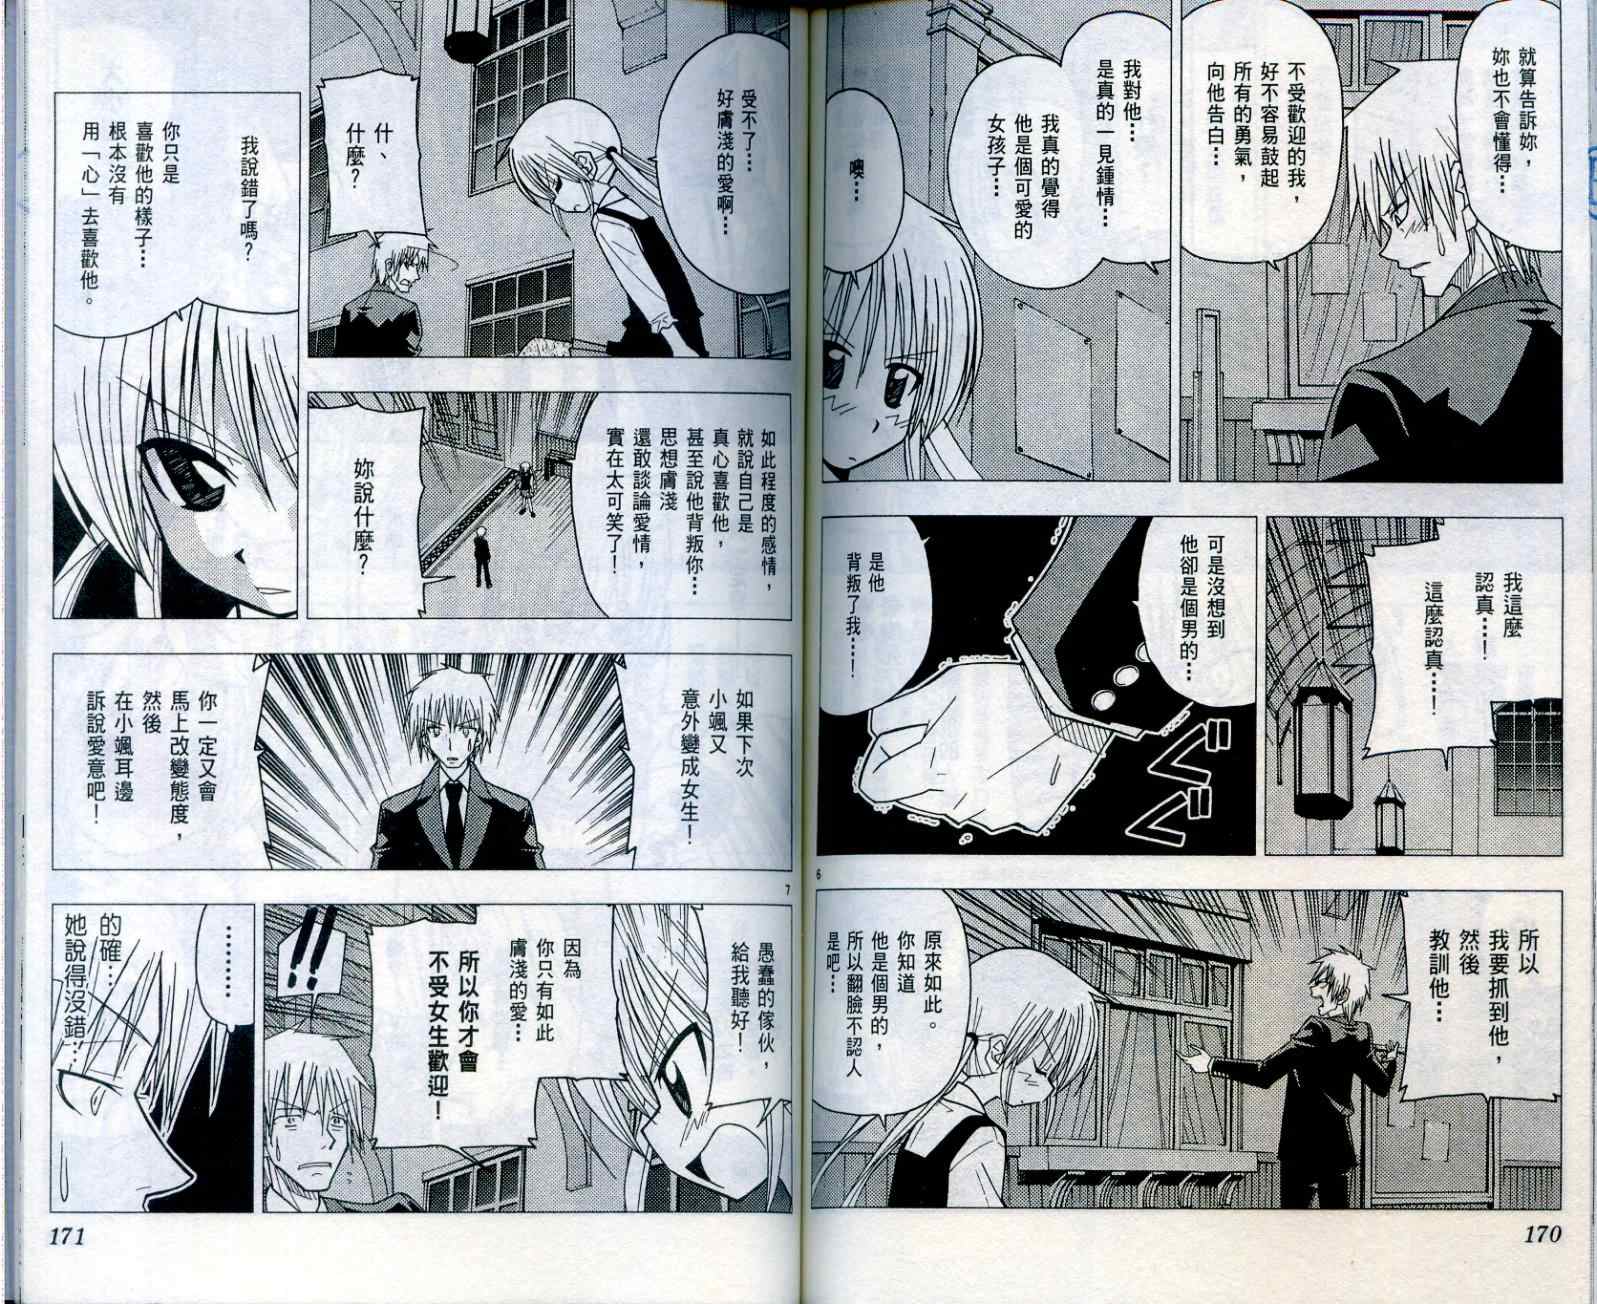 就算告訴妳，
妳也不會懂得…
不受歡迎的我，
好不容易鼓起
所有的勇氣，
向他告白…
我對他…
是真的一見鍾情…
我真的覺得
他是個可愛的
女孩子…
噢…
我這麼
認真…！
這麼認真…！
可是沒想到
他卻是個男的…
是他
背叛了我…！
ジジ
所以
我要抓到他，
然後
教訓他…
原來如此。
你知道
他是個男的，
所以翻臉不認人
是吧…
6
170
受不了…
好膚淺的愛啊…
什、
什麼？
我說錯了嗎？
你只是
喜歡他的樣子…
根本沒有
用「心」去喜歡他。
如此程度的感情，
就說自己是
真心喜歡他，
甚至說他背叛你…
思想膚淺
還敢談論愛情，
實在太可笑了！
妳說什麼？
如果下次
小颯又
意外變成女生！
你一定又會
馬上改變態度，
然後
在小颯耳邊
訴說愛意吧！
7
愚蠢的傢伙，
給我聽好！
因為
你只有如此
膚淺的愛…
所以你才會
不受女生歡迎！
!!
………
的確…
她說得沒錯…
171